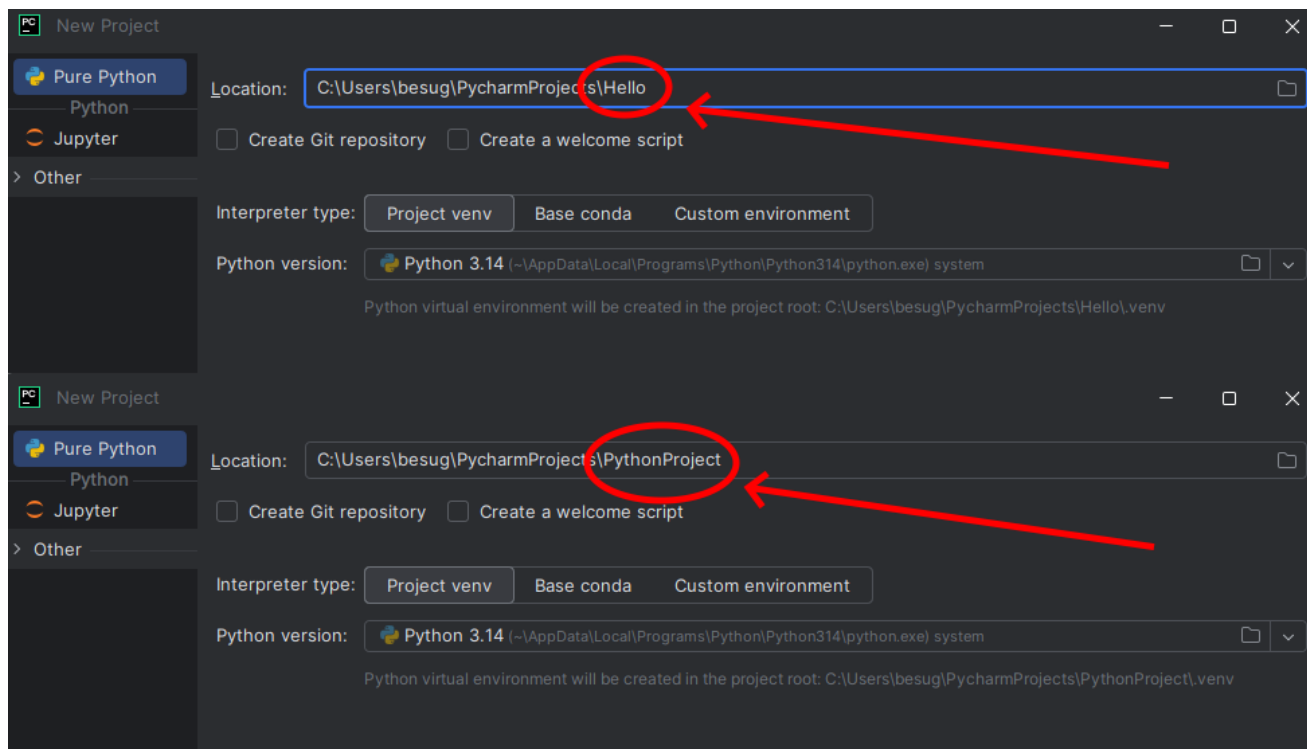 PC New Project
Pure Python
Location: C:\Users\besug\PycharmProjects\Hello
Python
Create Git repository Create a welcome script
Jupyter
> Other
Interpreter type: Project venv Base conda Custom environment
Python version: Python 3.14 (~\AppData\Local\Programs\Python\Python314\python.exe) system
Python virtual environment will be created in the project root: C:\Users\besug\PycharmProjects\Hello\.venv
PC New Project
Pure Python
Location: C:\Users\besug\PycharmProjects\PythonProject
Python
Create Git repository Create a welcome script
Jupyter
> Other
Interpreter type: Project venv Base conda Custom environment
Python version: Python 3.14 (~\AppData\Local\Programs\Python\Python314\python.exe) system
Python virtual environment will be created in the project root: C:\Users\besug\PycharmProjects\PythonProject\.venv